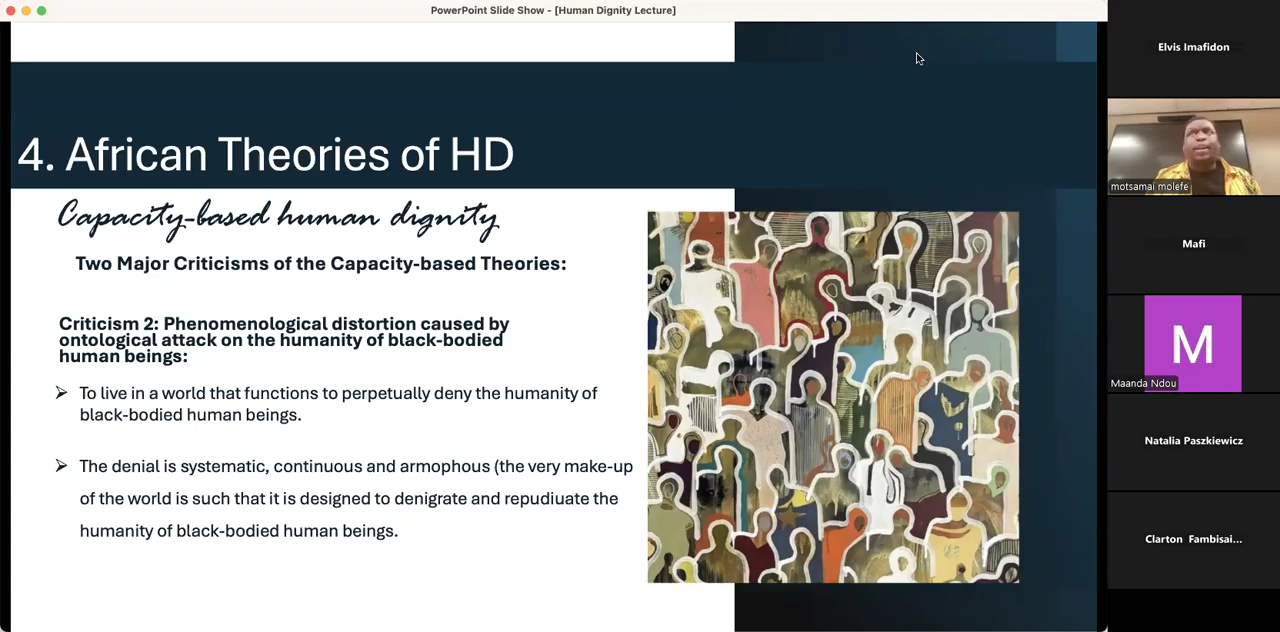 PowerPoint Slide Show - [Human Dignity Lecture]
4. African Theories of HD
Capacity-based human dignity
Two Major Criticisms of the Capacity-based Theories:
Criticism 2: Phenomenological distortion caused by
ontological attack on the humanity of black-bodied
human beings:
➢ To live in a world that functions to perpetually deny the humanity of
black-bodied human beings.
➢ The denial is systematic, continuous and armophous (the very make-up
of the world is such that it is designed to denigrate and repudiuate the
humanity of black-bodied human beings.
Elvis Imafidon
motsamai molefe
Mafi
M
Maanda Ndou
Natalia Paszkiewicz
Clarton Fambisai...